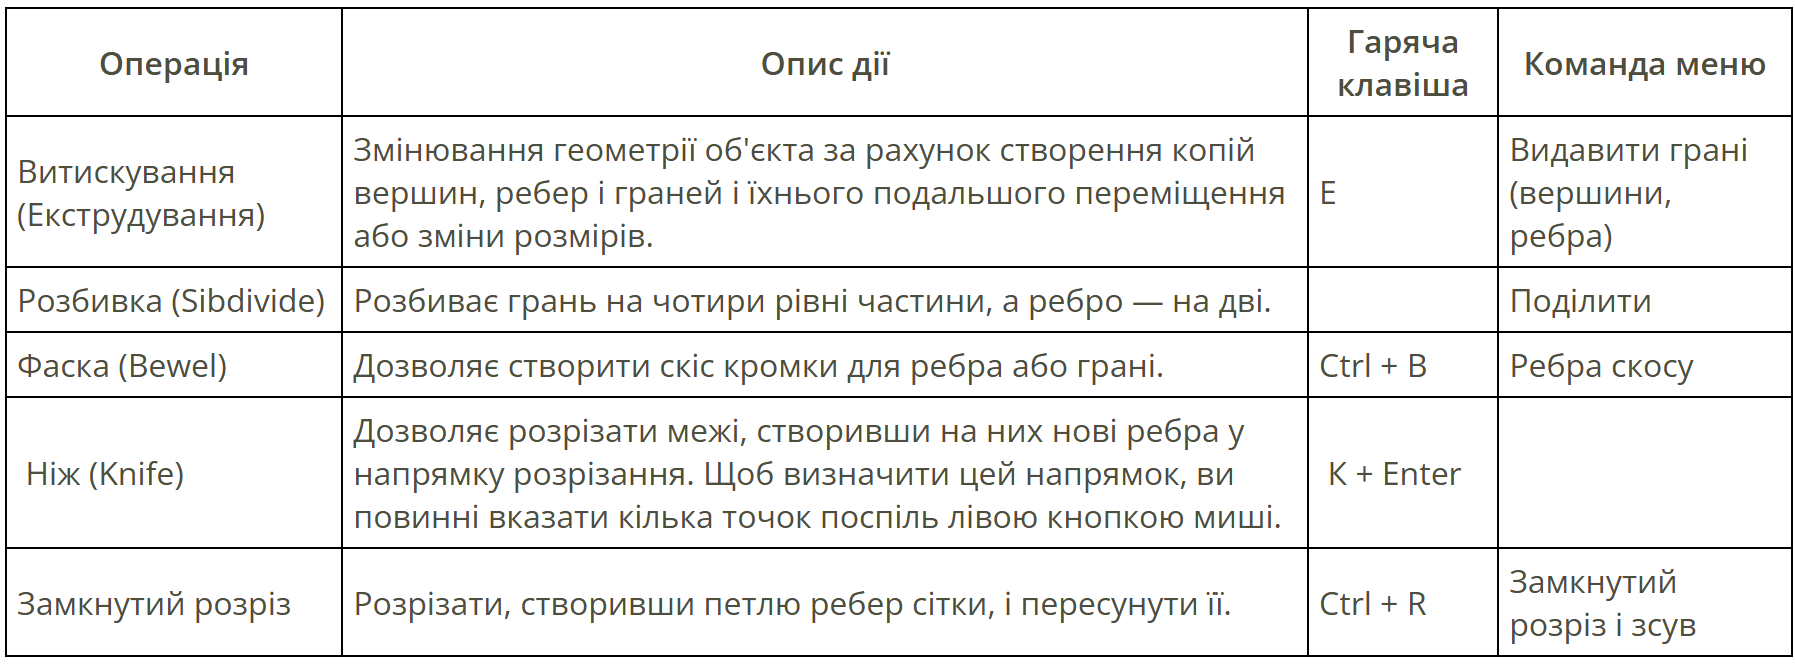 Операція
Опис дії
Гаряча
клавіша
Команда меню
Витискування
(Екструдування)
Змінювання геометрії об'єкта за рахунок створення копій
вершин, ребер і граней і їхнього подальшого переміщення
або зміни розмірів.
E
Видавити грані
(вершини,
ребра)
Розбивка (Sibdivide)
Розбиває грань на чотири рівні частини, а ребро — на дві.
Поділити
Фаска (Bewel)
Дозволяє створити скіс кромки для ребра або грані.
Ctrl + B
Ребра скосу
Ніж (Knife)
Дозволяє розрізати межі, створивши на них нові ребра у
напрямку розрізання. Щоб визначити цей напрямок, ви
повинні вказати кілька точок поспіль лівою кнопкою миші.
K + Enter
Замкнутий розріз
Розрізати, створивши петлю ребер сітки, і пересунути її.
Ctrl + R
Замкнутий
розріз і зсув